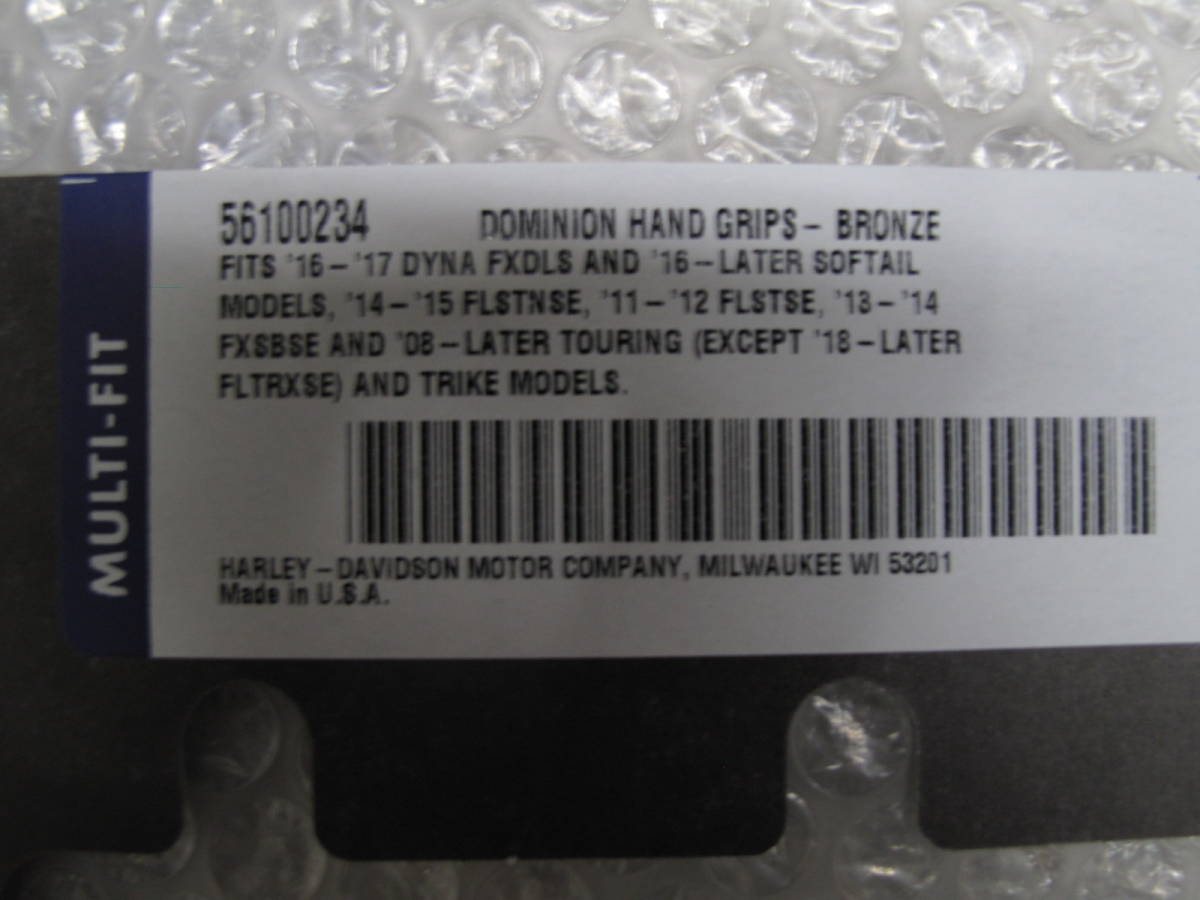 MULTI-FIT
56100234 DOMINION HAND GRIPS- BRONZE
FITS '16-'17 DYNA FXDLS AND '16-LATER SOFTAIL
MODELS, '14-'15 FLSTNSE, '11-'12 FLSTSE, '13-'14
FXSBSE AND '08-LATER TOURING (EXCEPT '18-LATER
FLTRXSE) AND TRIKE MODELS.
HARLEY-DAVIDSON MOTOR COMPANY, MILWAUKEE WI 53201
Made in U.S.A.